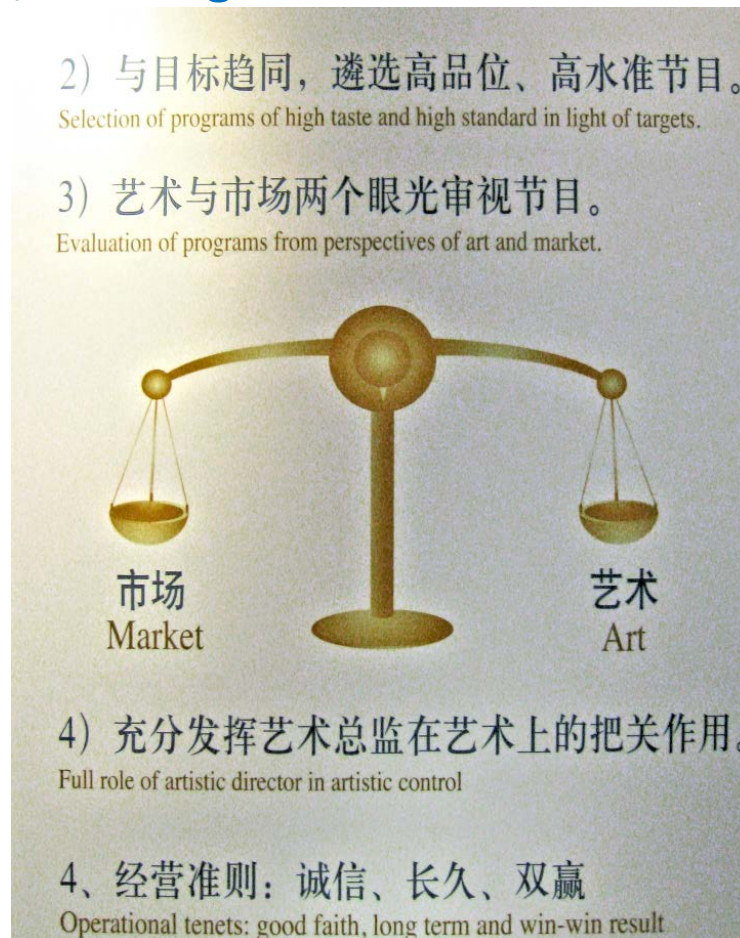 2) 与目标趋同，遴选高品位、高水准节目。
Selection of programs of high taste and high standard in light of targets.
3) 艺术与市场两个眼光审视节目。
Evaluation of programs from perspectives of art and market.
市场
Market
艺术
Art
4) 充分发挥艺术总监在艺术上的把关作用。
Full role of artistic director in artistic control
4、经营准则：诚信、长久、双赢
Operational tenets: good faith, long term and win-win result